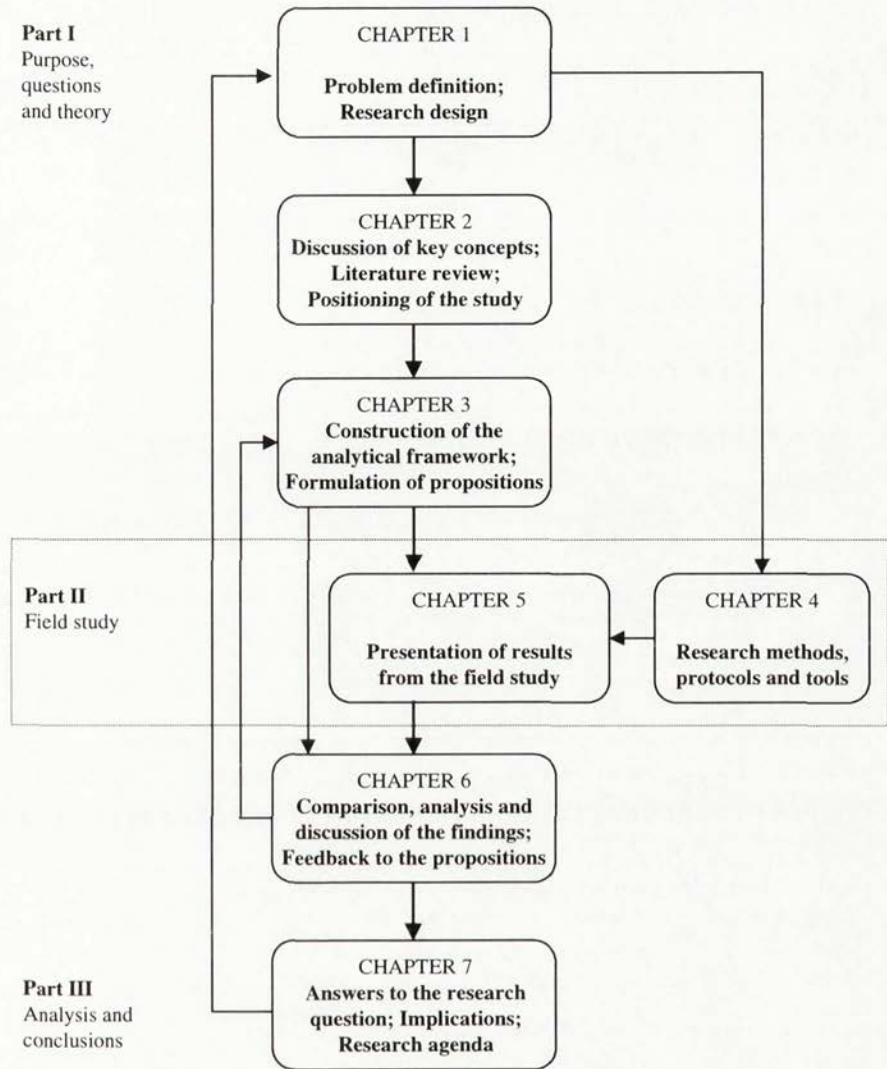 Part I
Purpose,
questions
and theory
CHAPTER 1
Problem definition;
Research design
CHAPTER 2
Discussion of key concepts;
Literature review;
Positioning of the study
CHAPTER 3
Construction of the
analytical framework;
Formulation of propositions
Part II
Field study
CHAPTER 5
Presentation of results
from the field study
CHAPTER 4
Research methods,
protocols and tools
CHAPTER 6
Comparison, analysis and
discussion of the findings;
Feedback to the propositions
Part III
Analysis and
conclusions
CHAPTER 7
Answers to the research
question; Implications;
Research agenda